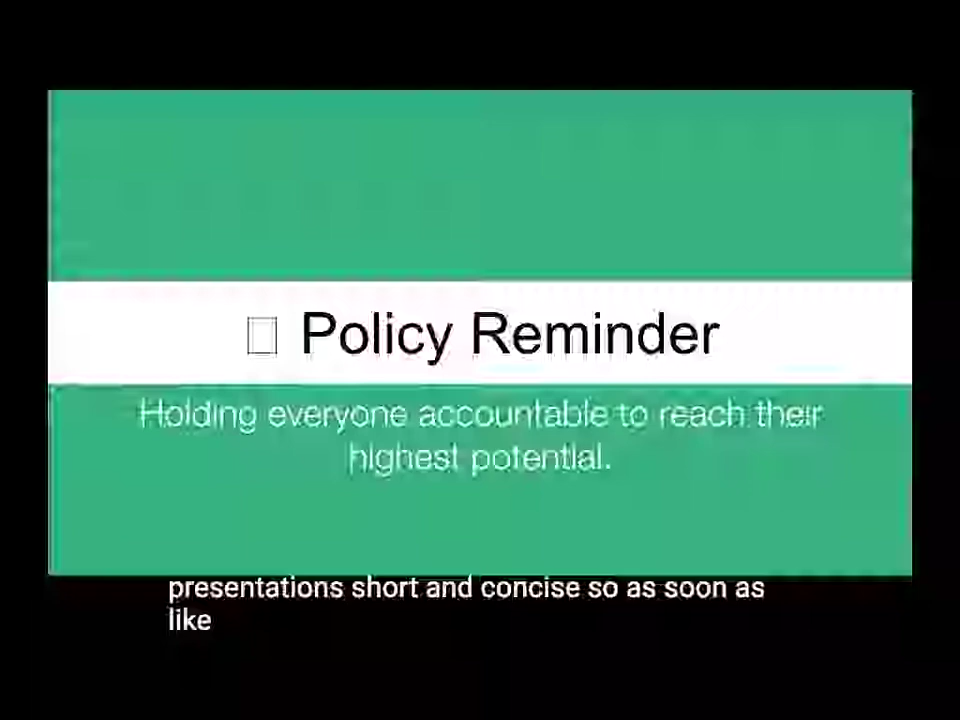 Policy Reminder
Holding everyone accountable to reach their
highest potential.
presentations short and concise so as soon as
like